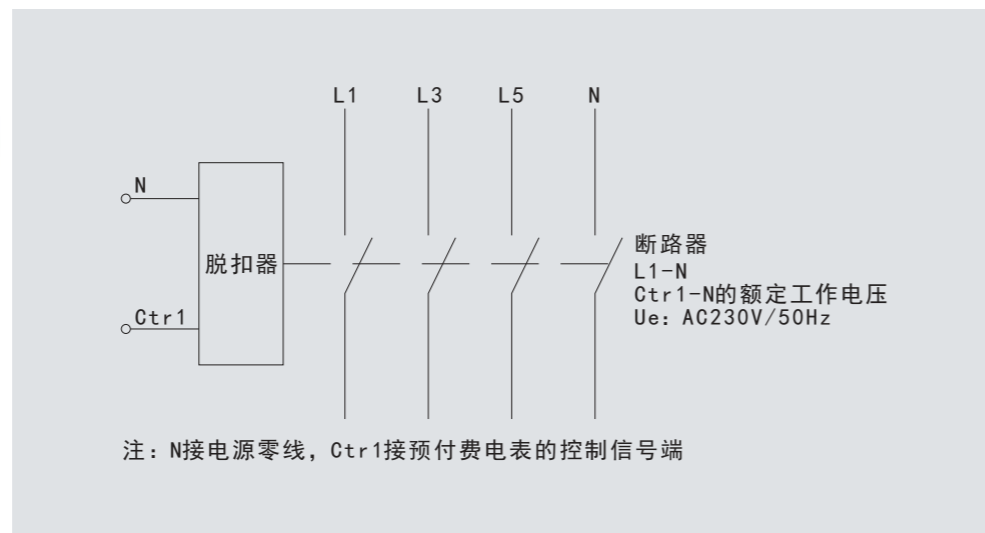 L1 L3 L5 N
N
脱扣器
Ctr1
断路器
L1-N
Ctr1-N的额定工作电压
Ue: AC230V/50Hz
注：N接电源零线，Ctr1接预付费电表的控制信号端